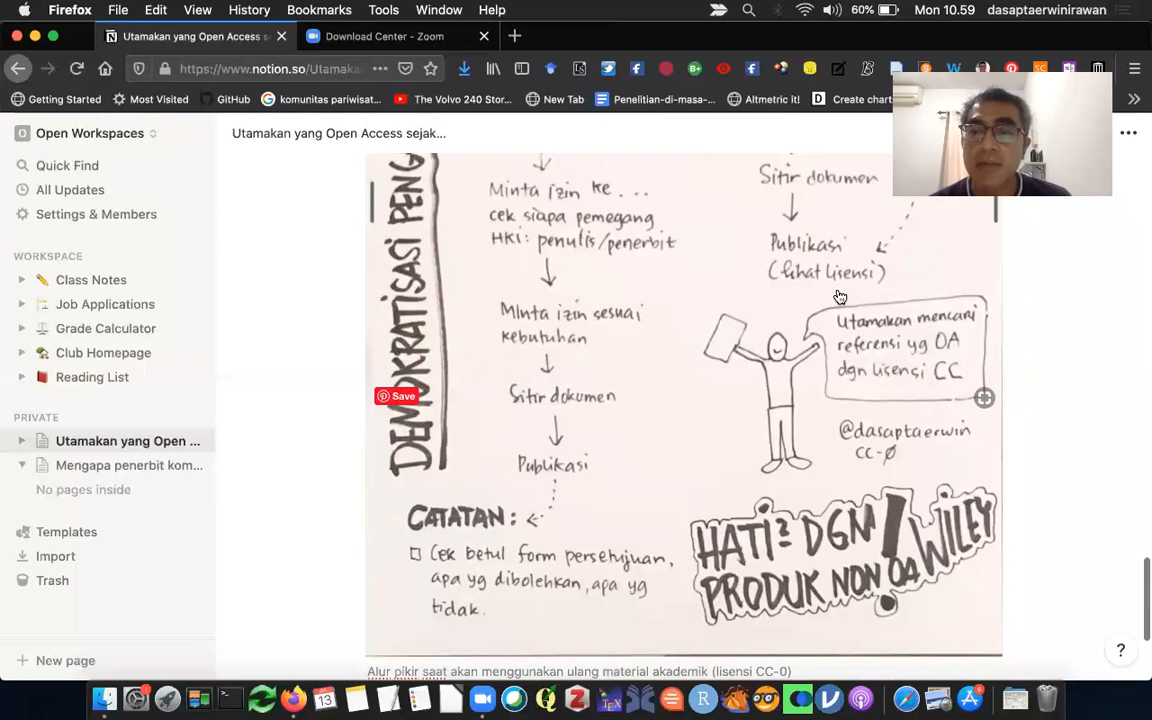 Firefox File Edit View History Bookmarks Tools Window Help 60% Mon 10.59 dasaptaerwinirawan
Utamakan yang Open Access s
Download Center - Zoom
https://www.notion.so/Utamaka
Getting Started Most Visited GitHub komunitas pariwisat... The Volvo 240 Stor... New Tab Penelitian-di-masa-... Altmetric it! Create char
Open Workspaces
Utamakan yang Open Access sejak...
Quick Find
All Updates
Settings & Members
WORKSPACE
Class Notes
Job Applications
Grade Calculator
Club Homepage
Reading List
PRIVATE
Utamakan yang Open ...
Mengapa penerbit kom...
No pages inside
Templates
Import
Trash
New page
DEMOKRATISASI PENG
Save
Minta izin ke ...
cek siapa pemegang
HKI: penulis/penerbit
Minta izin sesuai
kebutuhan
Sitir dokumen
Publikasi
CATATAN:
Cek betul form persetujuan,
apa yg dibolehkan, apa yg
tidak.
Sitir dokumen
Publikasi
(lihat lisensi)
Utamakan mencari
referensi yg OA
dgn lisensi CC
@dasaptaerwin
CC-0
HATI2 DGN ! WILEY
PRODUK NON OA
Alur pikir saat akan menggunakan ulang material akademik (lisensi CC-0)
?